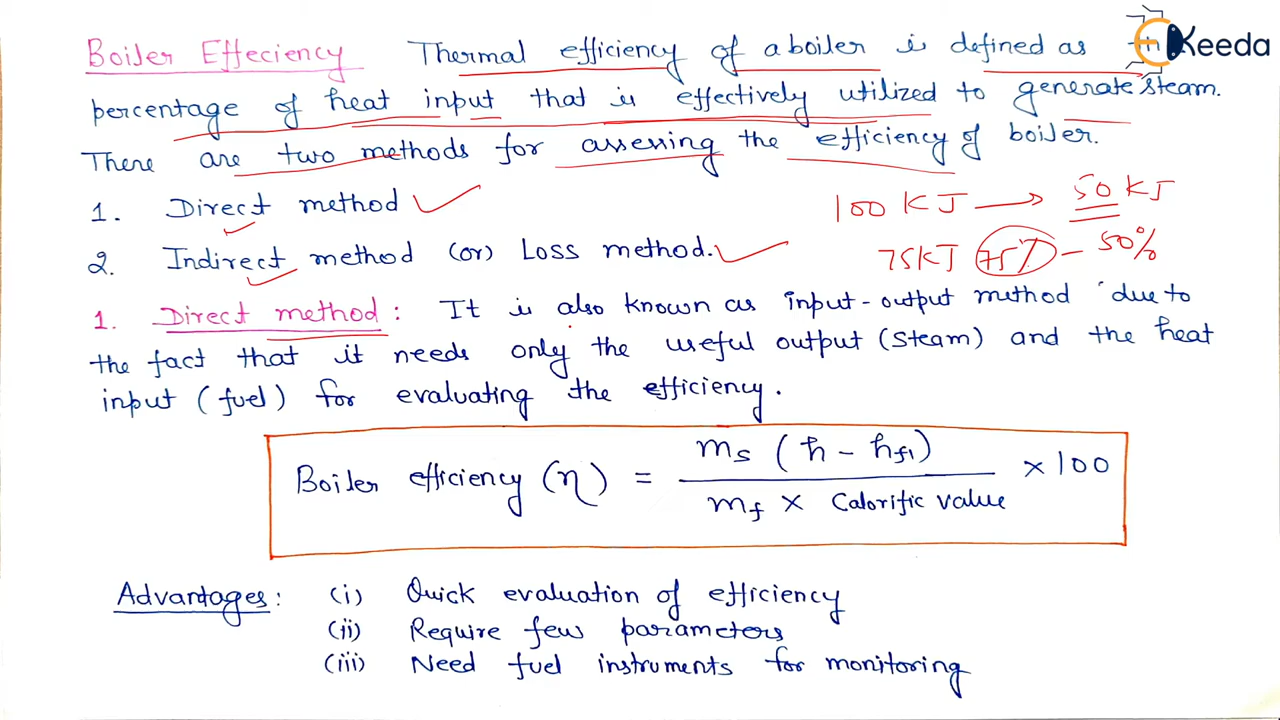 Boiler Effeciency Thermal efficiency of a boiler is defined as
Keeda
percentage of heat input that is effectively utilized to generate steam.
There are two methods for assessing the efficiency of boiler.
1. Direct method
100 KJ → 50 KJ
2. Indirect method (or) Loss method.
75KJ 75% - 50%
1. Direct method : It is also known as input-output method due to
the fact that it needs only the useful output (steam) and the heat
input (fuel) for evaluating the efficiency.
Boiler efficiency (η) = ms (h - hf1) / mf × Calorific value × 100
Advantages : (i) Quick evaluation of efficiency
(ii) Require few parameters
(iii) Need fuel instruments for monitoring